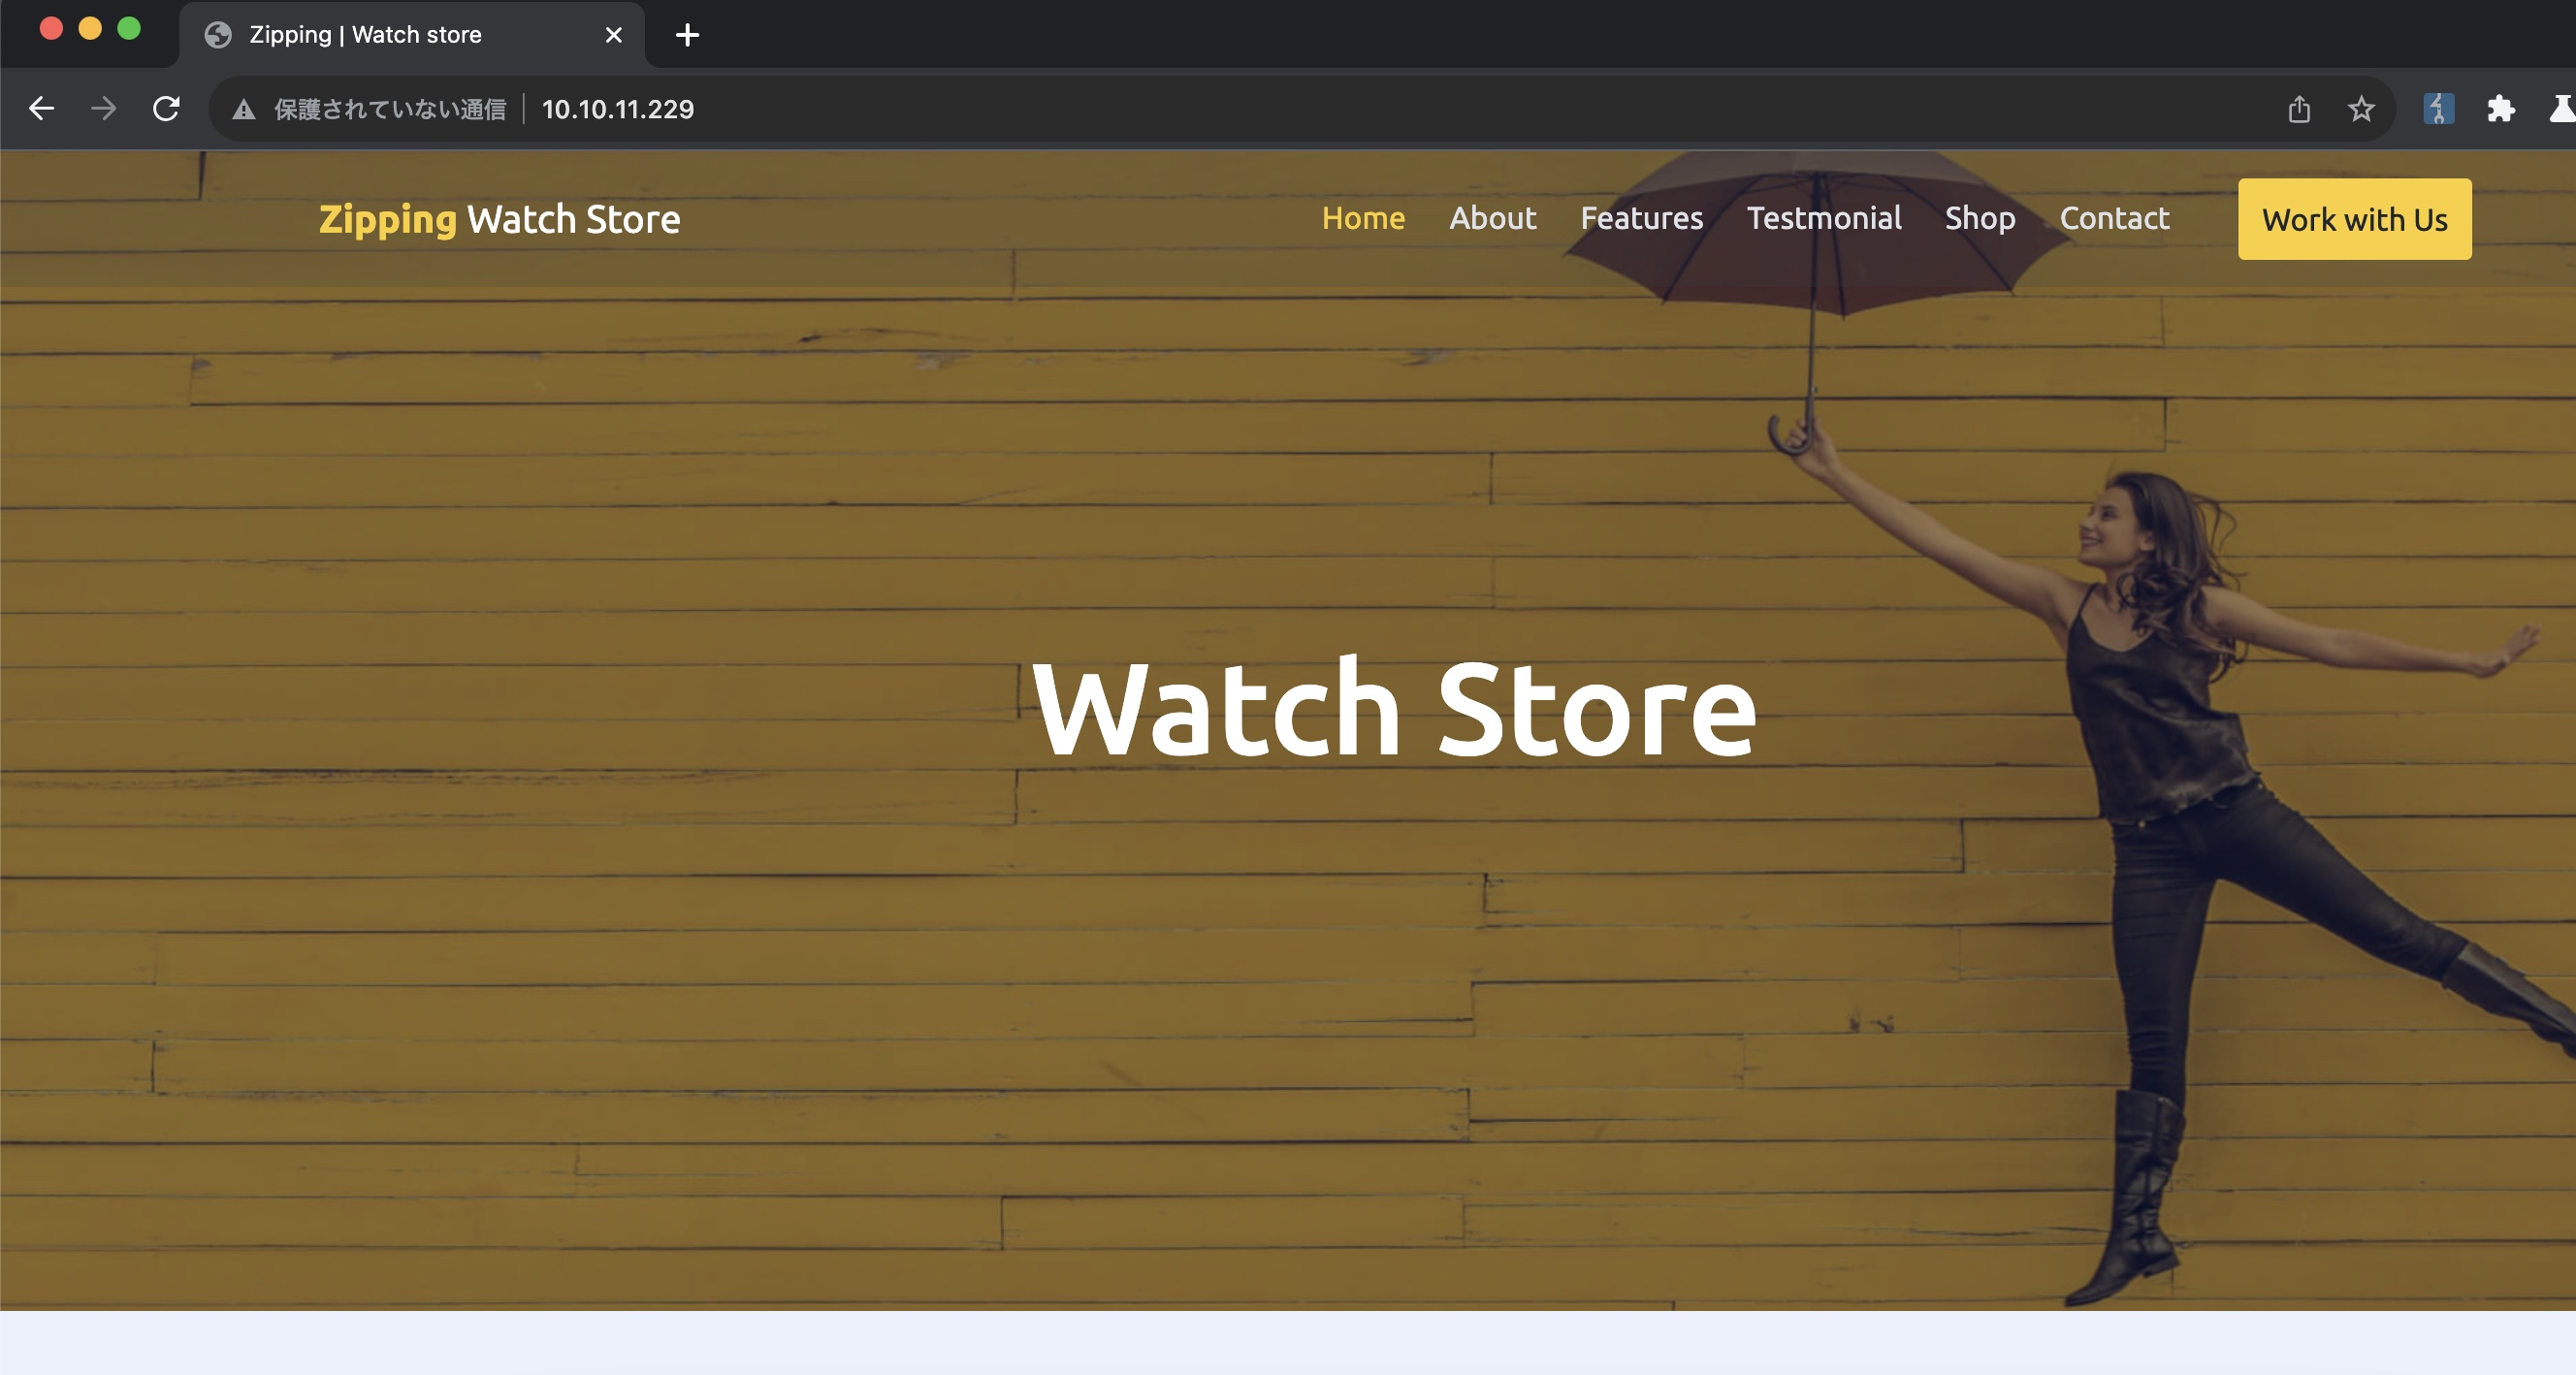 Zipping | Watch store
保護されていない通信 10.10.11.229
Zipping Watch Store Home About Features Testmonial Shop Contact Work with Us
Watch Store